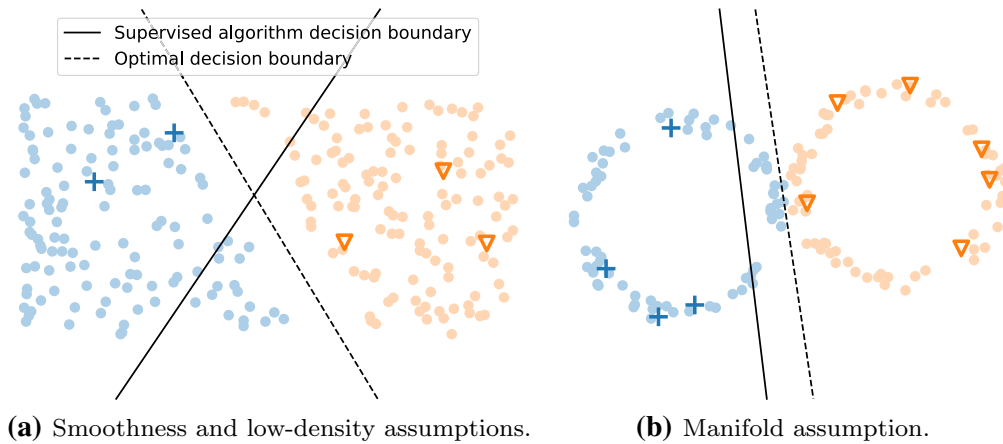 Supervised algorithm decision boundary
Optimal decision boundary
(a) Smoothness and low-density assumptions.
(b) Manifold assumption.